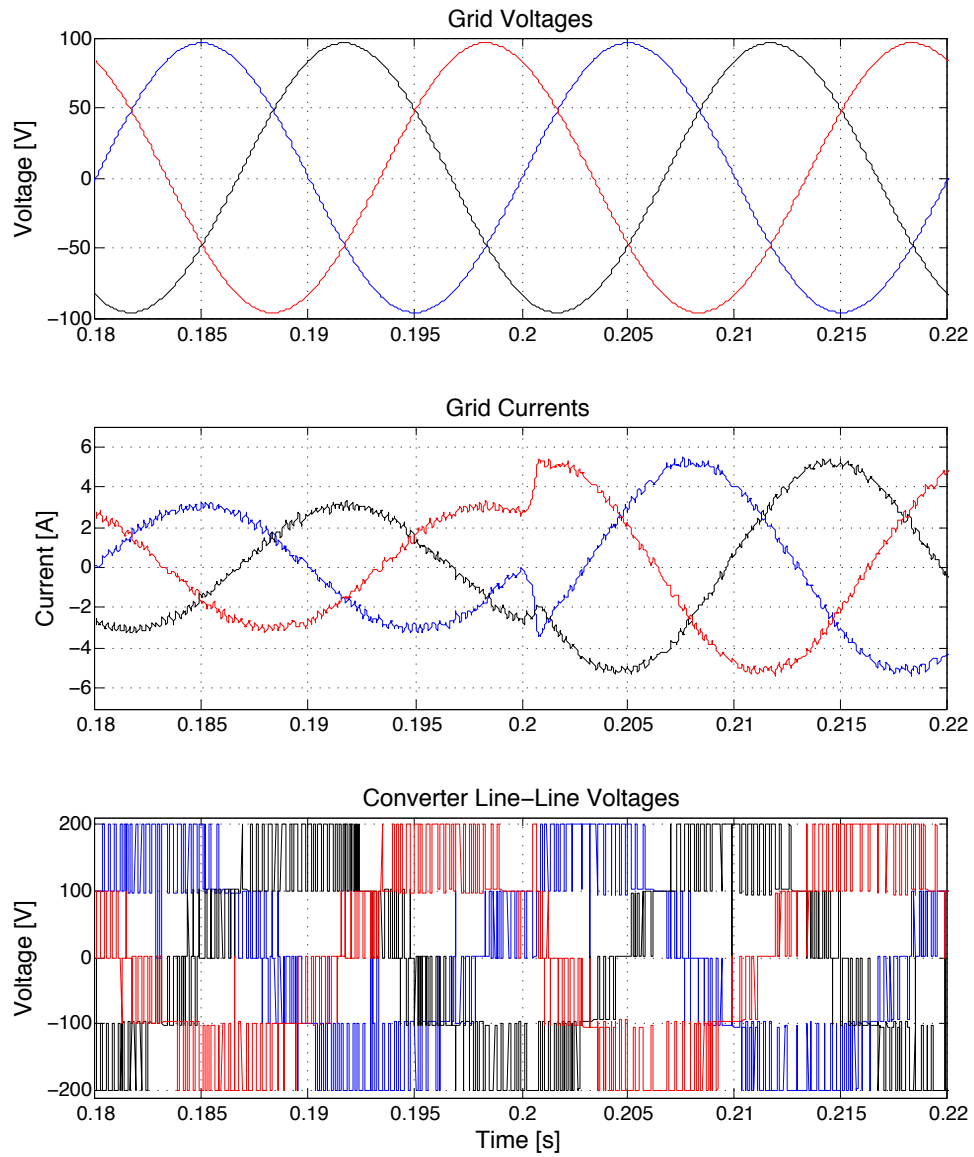 Grid Voltages
100
50
0
−50
−100
Voltage [V]
0.18 0.185 0.19 0.195 0.2 0.205 0.21 0.215 0.22
Grid Currents
6
4
2
0
−2
−4
−6
Current [A]
0.18 0.185 0.19 0.195 0.2 0.205 0.21 0.215 0.22
Converter Line−Line Voltages
200
100
0
−100
−200
Voltage [V]
0.18 0.185 0.19 0.195 0.2 0.205 0.21 0.215 0.22
Time [s]